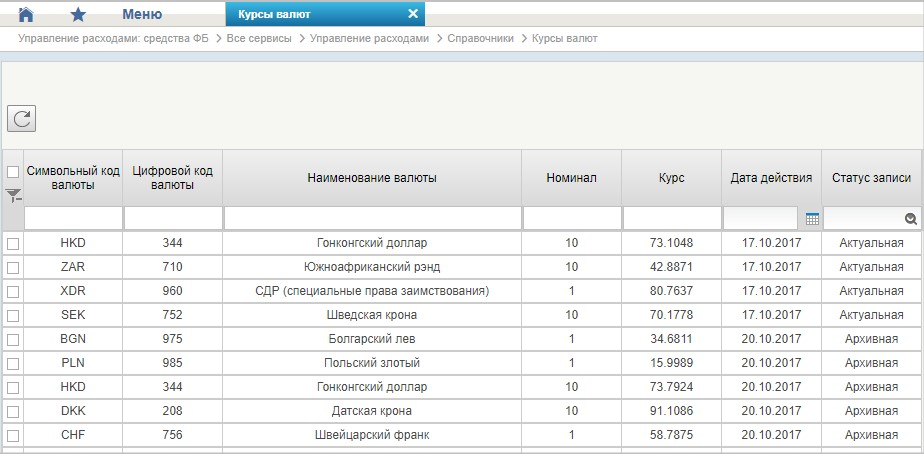 Меню Курсы валют
Управление расходами: средства ФБ Все сервисы Управление расходами Справочники Курсы валют
Символьный код валюты Цифровой код валюты Наименование валюты Номинал Курс Дата действия Статус записи
HKD 344 Гонконгский доллар 10 73.1048 17.10.2017 Актуальная
ZAR 710 Южноафриканский рэнд 10 42.8871 17.10.2017 Актуальная
XDR 960 СДР (специальные права заимствования) 1 80.7637 17.10.2017 Актуальная
SEK 752 Шведская крона 10 70.1778 17.10.2017 Актуальная
BGN 975 Болгарский лев 1 34.6811 20.10.2017 Архивная
PLN 985 Польский злотый 1 15.9989 20.10.2017 Архивная
HKD 344 Гонконгский доллар 10 73.7924 20.10.2017 Архивная
DKK 208 Датская крона 10 91.1086 20.10.2017 Архивная
CHF 756 Швейцарский франк 1 58.7875 20.10.2017 Архивная